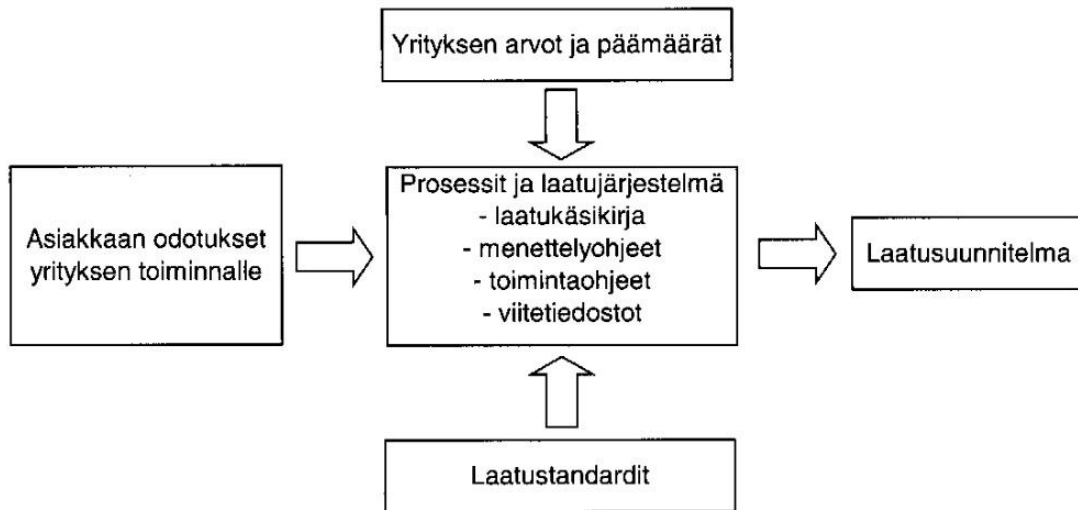 Yrityksen arvot ja päämäärät
Asiakkaan odotukset
yrityksen toiminnalle
Prosessit ja laatujärjestelmä
- laatukäsikirja
- menettelyohjeet
- toimintaohjeet
- viitetiedostot
Laatusuunnitelma
Laatustandardit